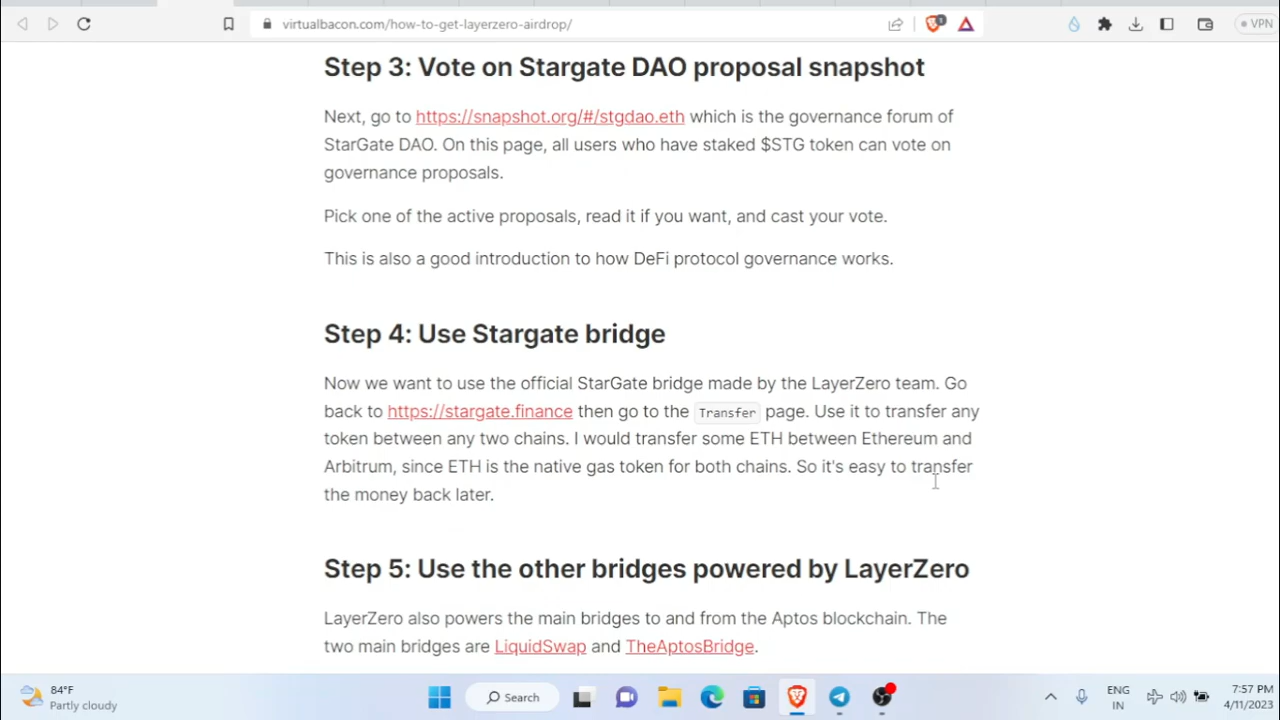 virtualbacon.com/how-to-get-layerzero-airdrop/
1
VPN
Step 3: Vote on Stargate DAO proposal snapshot
Next, go to https://snapshot.org/#/stgdao.eth which is the governance forum of
StarGate DAO. On this page, all users who have staked $STG token can vote on
governance proposals.
Pick one of the active proposals, read it if you want, and cast your vote.
This is also a good introduction to how DeFi protocol governance works.
Step 4: Use Stargate bridge
Now we want to use the official StarGate bridge made by the LayerZero team. Go
back to https://stargate.finance then go to the Transfer page. Use it to transfer any
token between any two chains. I would transfer some ETH between Ethereum and
Arbitrum, since ETH is the native gas token for both chains. So it's easy to transfer
the money back later.
Step 5: Use the other bridges powered by LayerZero
LayerZero also powers the main bridges to and from the Aptos blockchain. The
two main bridges are LiquidSwap and TheAptosBridge.
84°F
Partly cloudy
Search
ENG
IN
7:57 PM
4/11/2023